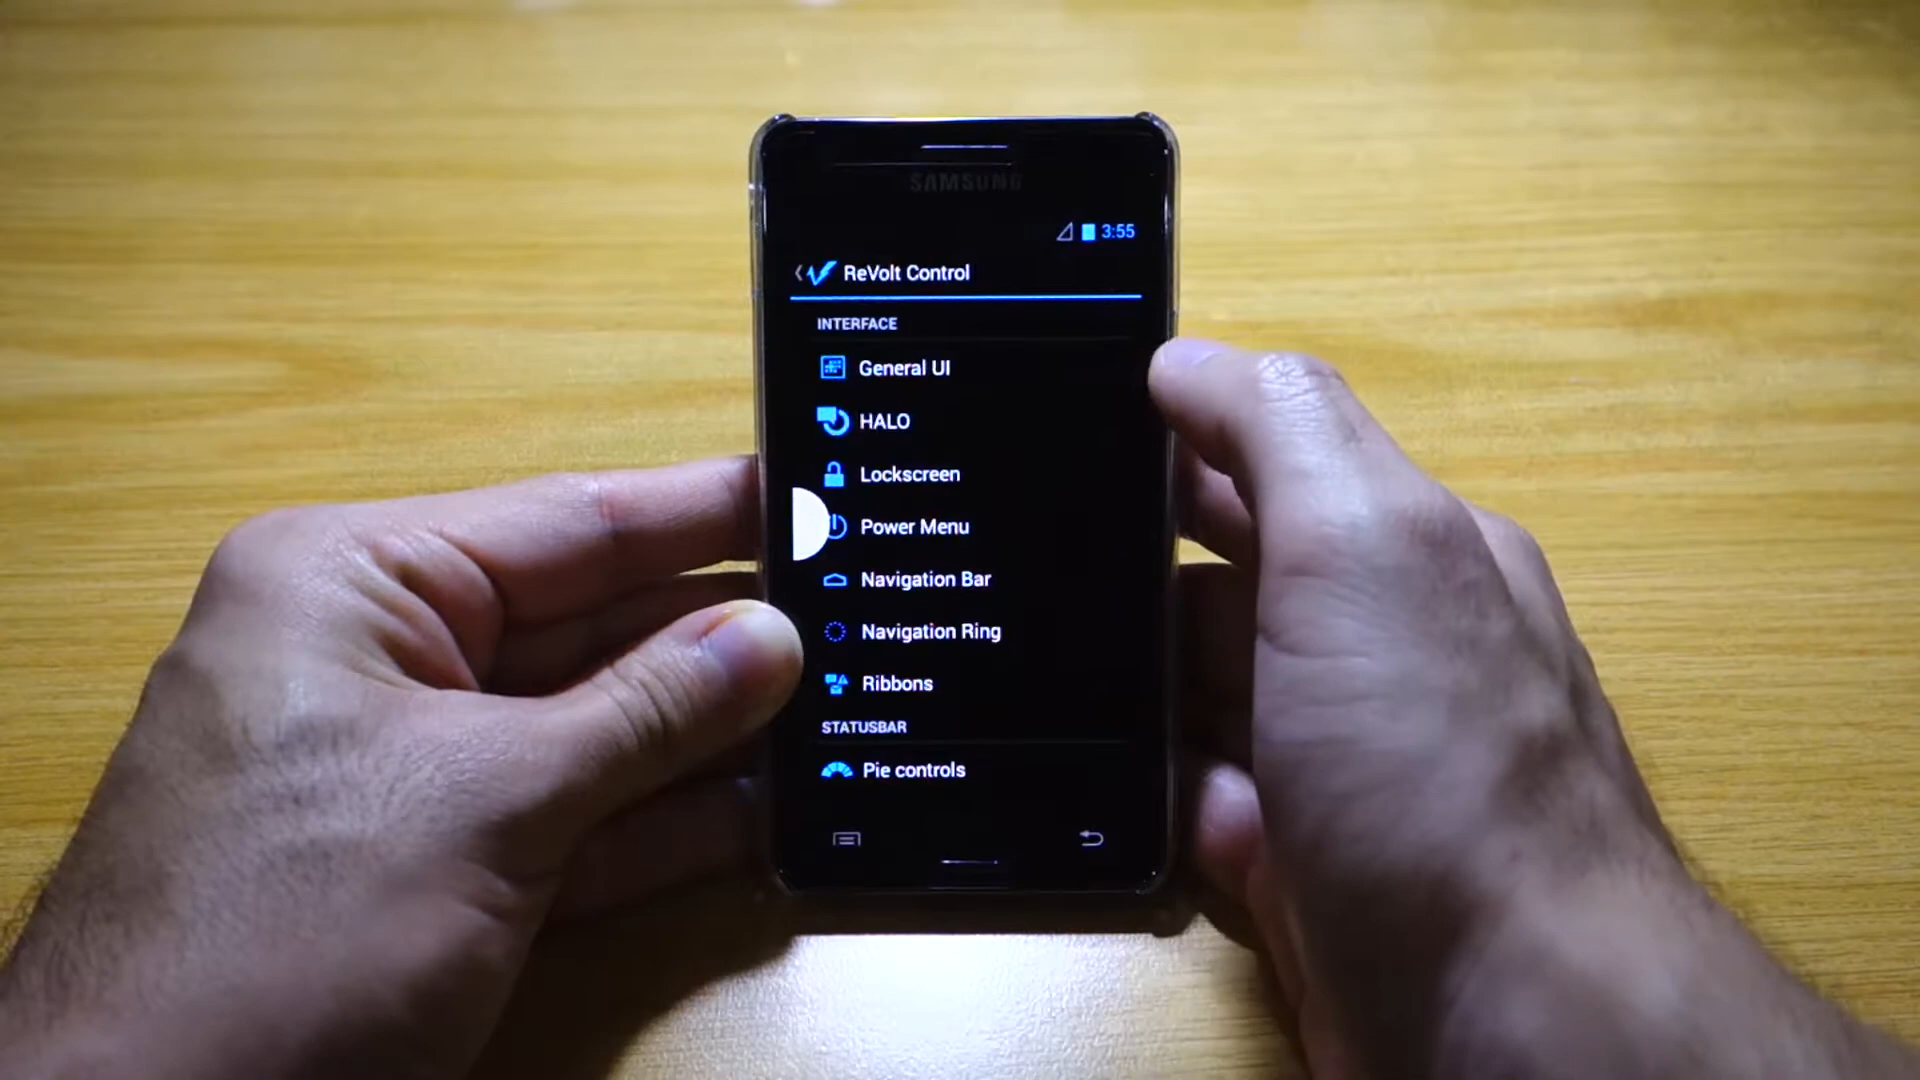 SAMSUNG
3:55
ReVolt Control
INTERFACE
General UI
HALO
Lockscreen
Power Menu
Navigation Bar
Navigation Ring
Ribbons
STATUSBAR
Pie controls